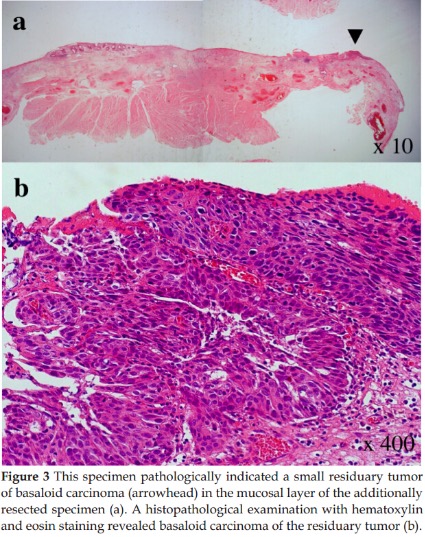 a
x 10
b
x 400
Figure 3 This specimen pathologically indicated a small residuary tumor
of basaloid carcinoma (arrowhead) in the mucosal layer of the additionally
resected specimen (a). A histopathological examination with hematoxylin
and eosin staining revealed basaloid carcinoma of the residuary tumor (b).